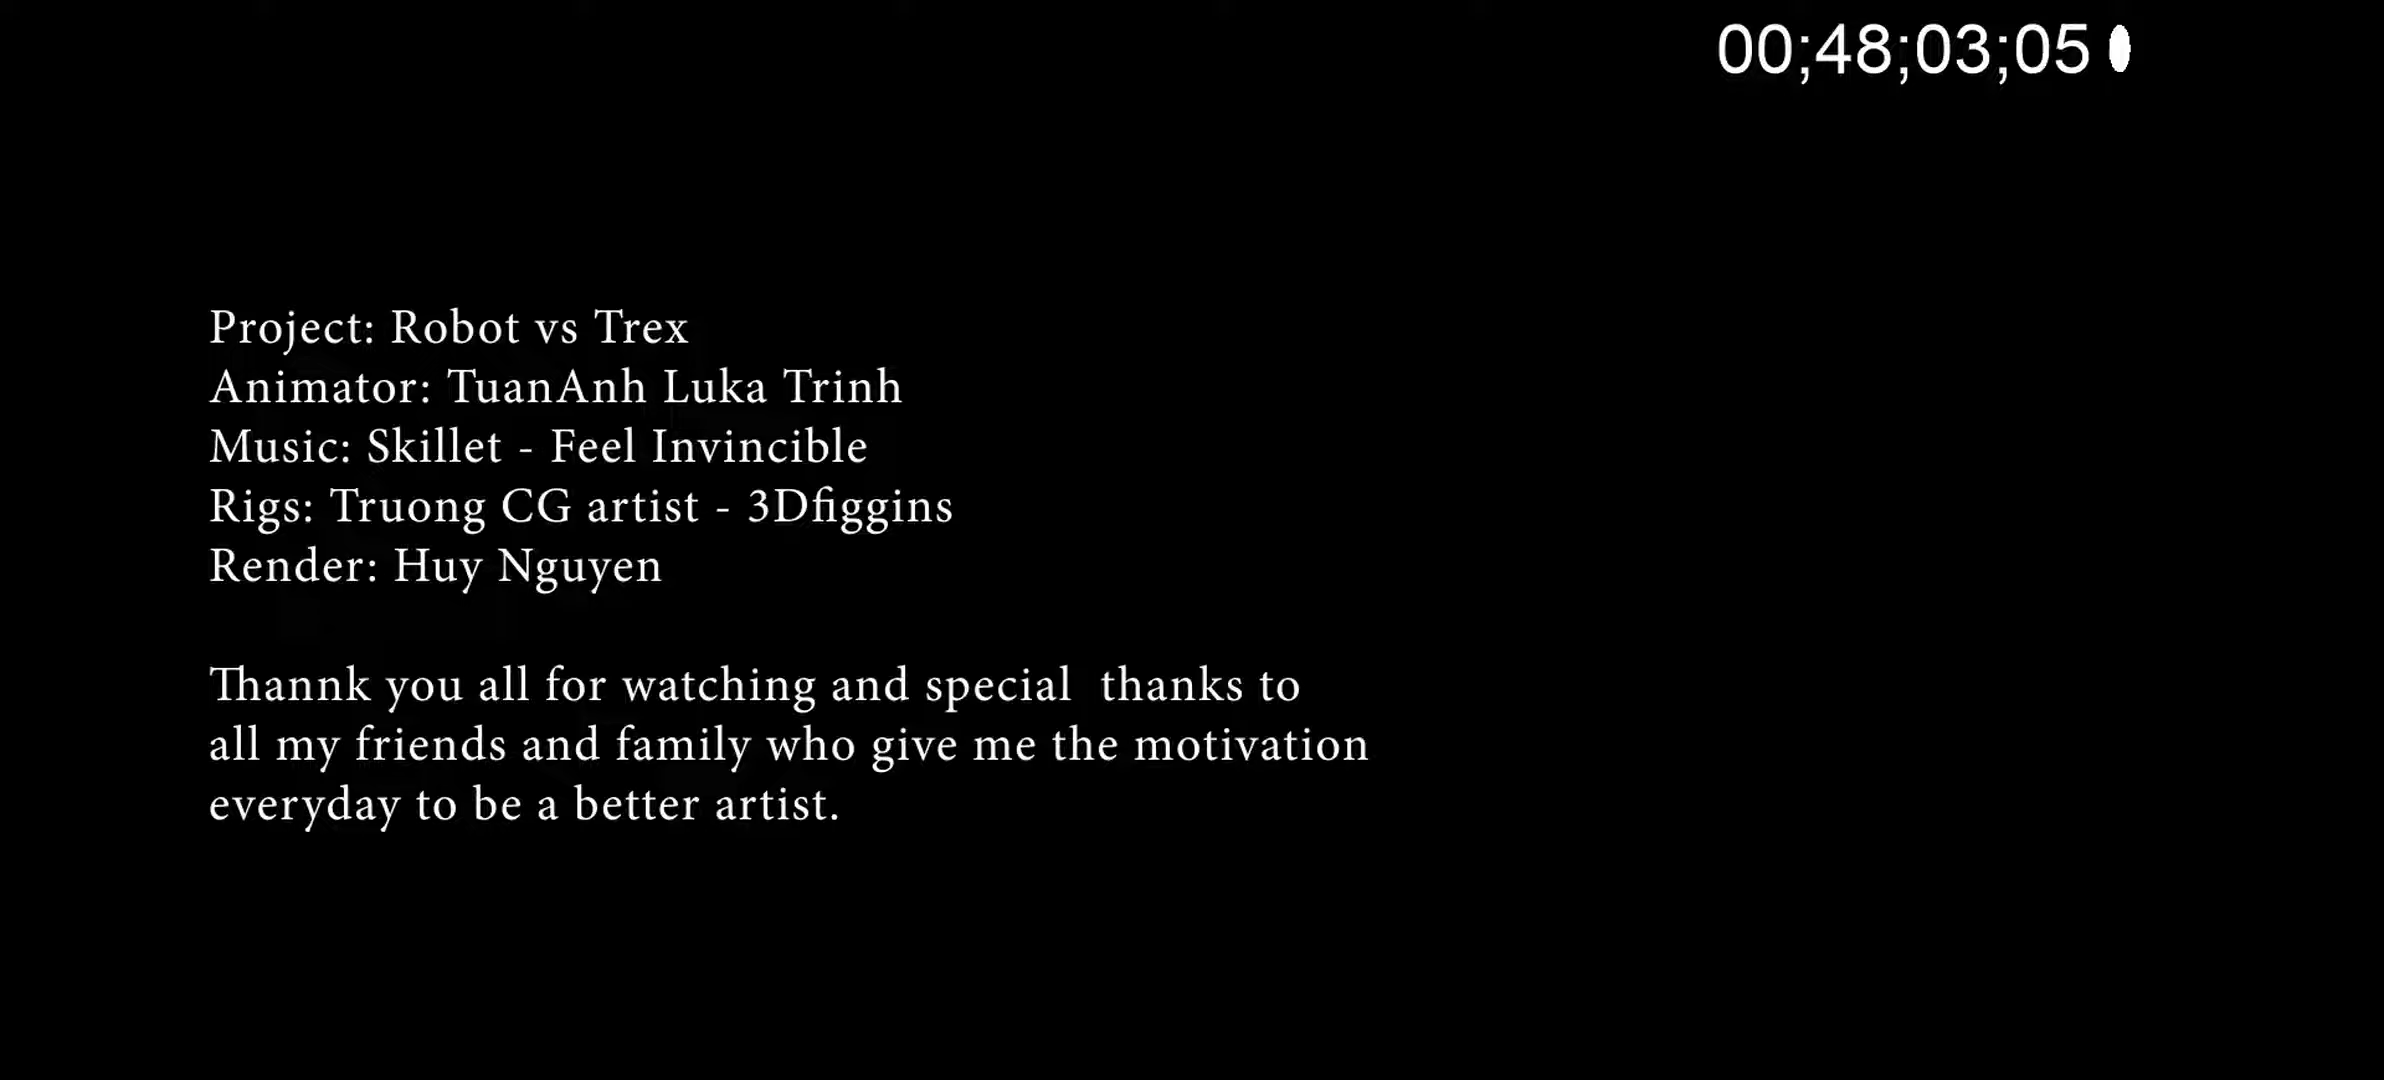 00;48;03;05
Project: Robot vs Trex
Animator: TuanAnh Luka Trinh
Music: Skillet - Feel Invincible
Rigs: Truong CG artist - 3Dfiggins
Render: Huy Nguyen
Thannk you all for watching and special  thanks to
all my friends and family who give me the motivation
everyday to be a better artist.